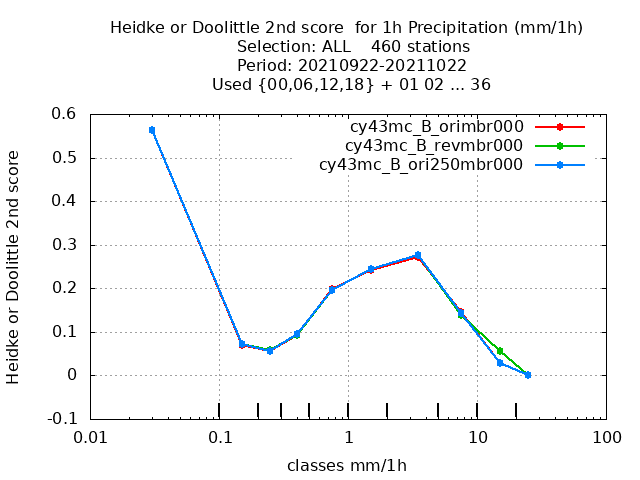 Heidke or Doolittle 2nd score  for 1h Precipitation (mm/1h)
Selection: ALL    460 stations
Period: 20210922-20211022
Used {00,06,12,18} + 01 02 ... 36
cy43mc_B_orimbr000
cy43mc_B_revmbr000
cy43mc_B_ori250mbr000
Heidke or Doolittle 2nd score
0.6
0.5
0.4
0.3
0.2
0.1
0
-0.1
0.01 0.1 1 10 100
classes mm/1h